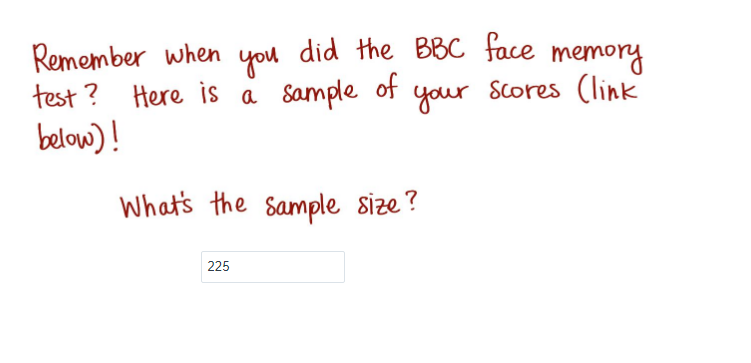 Remember when you did the BBC face memory
test? Here is a sample of your scores (link
below)!
What's the sample size?
225